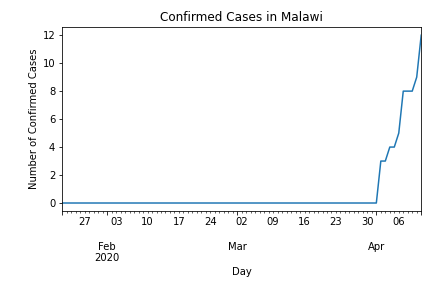 Confirmed Cases in Malawi
Number of Confirmed Cases
12
10
8
6
4
2
0
27 03 10 17 24 02 09 16 23 30 06
Feb Mar Apr
2020
Day